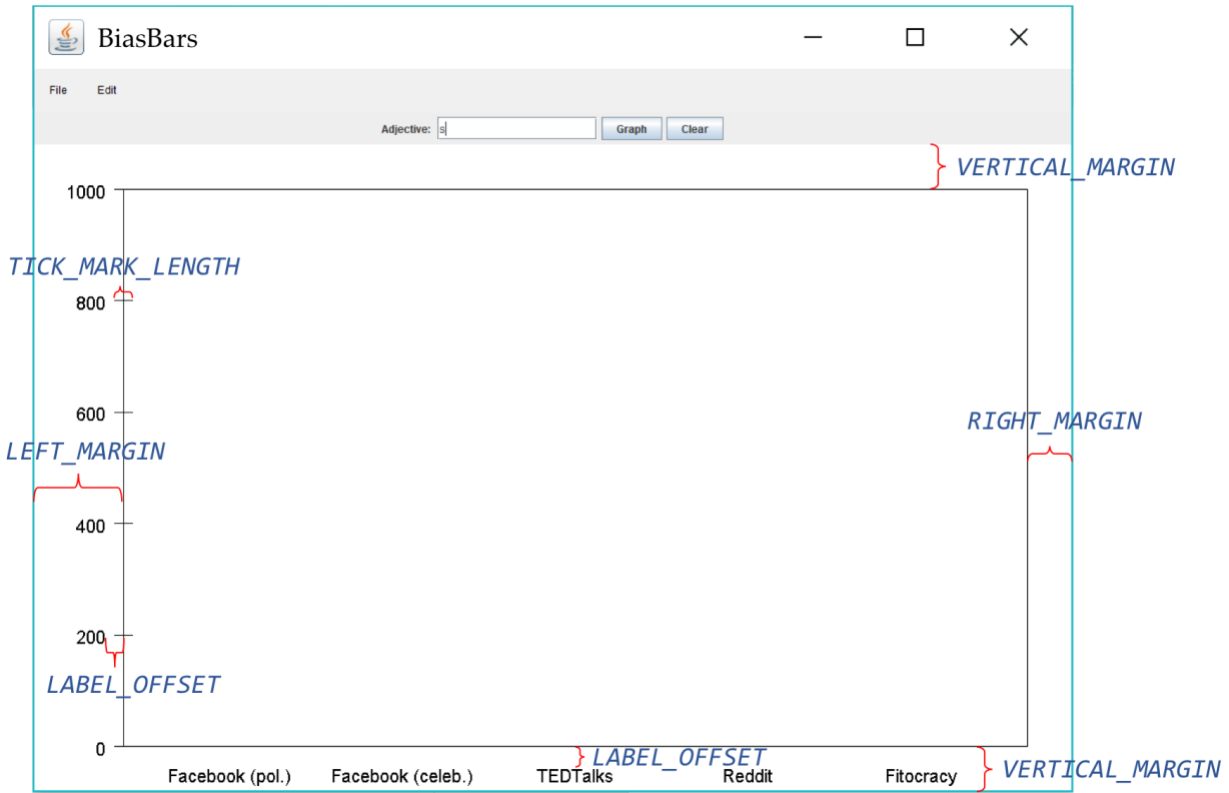 BiasBars
File Edit
Adjective: s Graph Clear
VERTICAL_MARGIN
1000
TICK_MARK_LENGTH
800
600
RIGHT_MARGIN
LEFT_MARGIN
400
200
LABEL_OFFSET
0
LABEL_OFFSET
VERTICAL_MARGIN
Facebook (pol.) Facebook (celeb.) TEDTalks Reddit Fitocracy